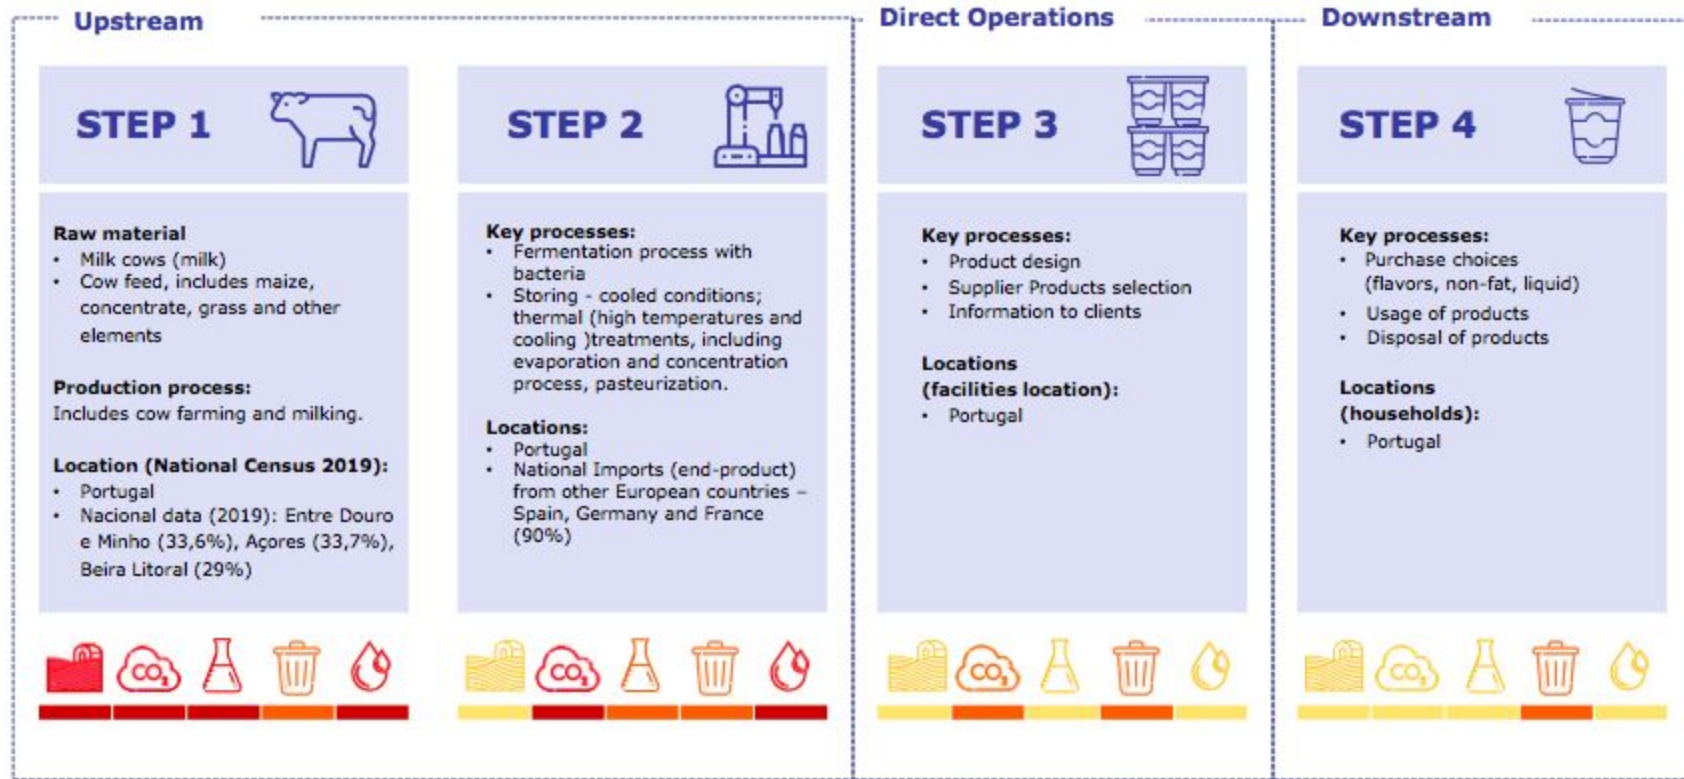 Upstream
Direct Operations
Downstream
STEP 1
STEP 2
STEP 3
STEP 4
Raw material
• Milk cows (milk)
• Cow feed, includes maize,
concentrate, grass and other
elements
Production process:
Includes cow farming and milking.
Location (National Census 2019):
• Portugal
• Nacional data (2019): Entre Douro
e Minho (33,6%), Açores (33,7%),
Beira Litoral (29%)
Key processes:
• Fermentation process with
bacteria
• Storing - cooled conditions;
thermal (high temperatures and
cooling )treatments, including
evaporation and concentration
process, pasteurization.
Locations:
• Portugal
• National Imports (end-product)
from other European countries –
Spain, Germany and France
(90%)
Key processes:
• Product design
• Supplier Products selection
• Information to clients
Locations
(facilities location):
• Portugal
Key processes:
• Purchase choices
(flavors, non-fat, liquid)
• Usage of products
• Disposal of products
Locations
(households):
• Portugal
CO₂
CO₂
CO₂
CO₂